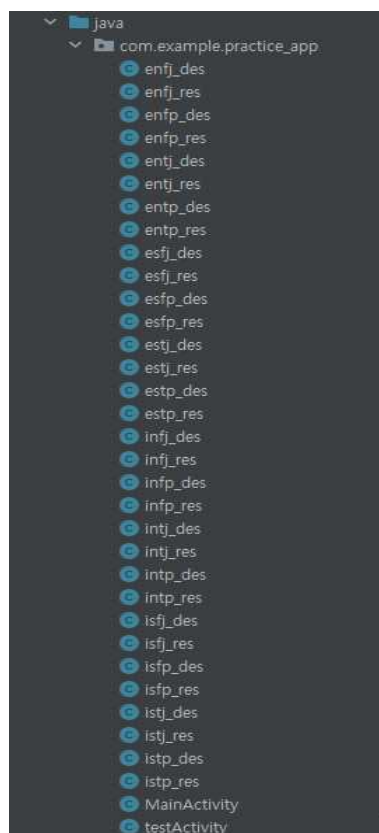 java
com.example.practice_app
enfj_des
enfj_res
enfp_des
enfp_res
entj_des
entj_res
entp_des
entp_res
esfj_des
esfj_res
esfp_des
esfp_res
estj_des
estj_res
estp_des
estp_res
infj_des
infj_res
infp_des
infp_res
intj_des
intj_res
intp_des
intp_res
isfj_des
isfj_res
isfp_des
isfp_res
istj_des
istj_res
istp_des
istp_res
MainActivity
testActivity